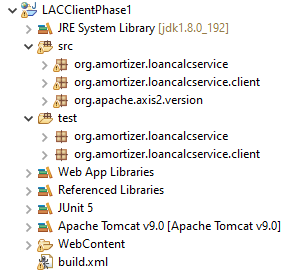 LACClientPhase1
JRE System Library [jdk1.8.0_192]
src
org.amortizer.loancalcservice
org.amortizer.loancalcservice.client
org.apache.axis2.version
test
org.amortizer.loancalcservice
org.amortizer.loancalcservice.client
Web App Libraries
Referenced Libraries
JUnit 5
Apache Tomcat v9.0 [Apache Tomcat v9.0]
WebContent
build.xml